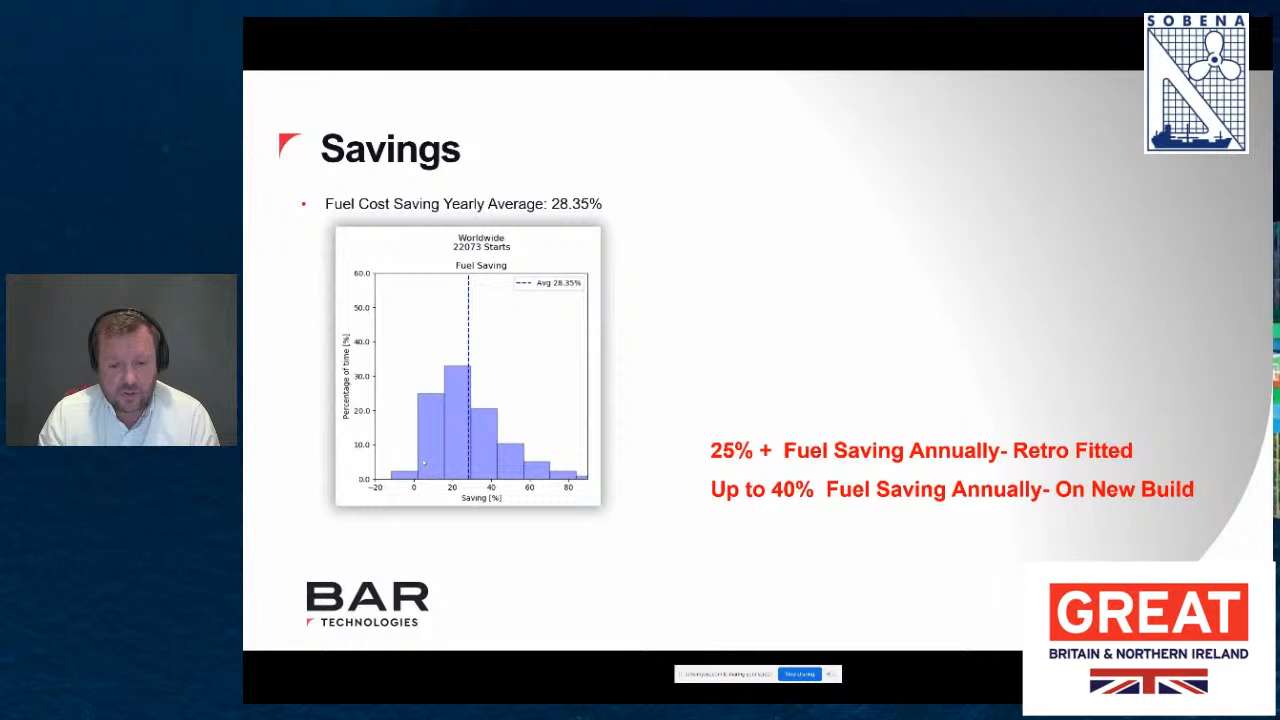 SOBENA
Savings
• Fuel Cost Saving Yearly Average: 28.35%
Worldwide
22073 Starts
Fuel Saving
Avg 28.35%
60.0
50.0
40.0
30.0
20.0
10.0
0.0
Percentage of time [%]
−20 0 20 40 60 80
Saving [%]
25% + Fuel Saving Annually- Retro Fitted
Up to 40% Fuel Saving Annually- On New Build
BAR
TECHNOLOGIES
GREAT
BRITAIN & NORTHERN IRELAND
Stop sharing